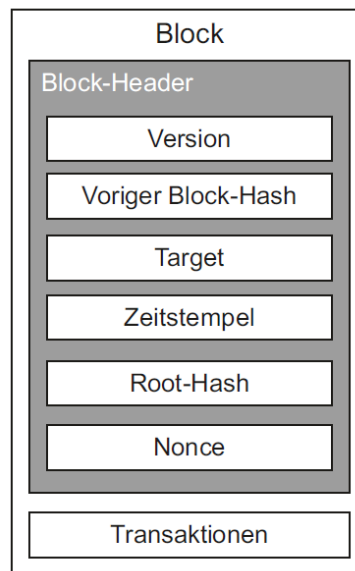 Block
Block-Header
Version
Voriger Block-Hash
Target
Zeitstempel
Root-Hash
Nonce
Transaktionen